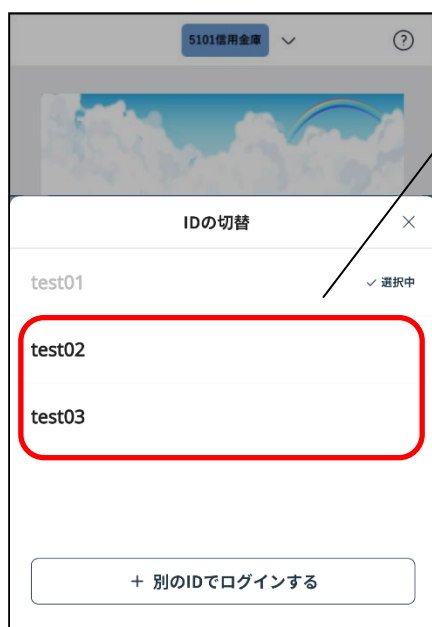 5101信用金庫
?
IDの切替
test01
選択中
test02
test03
+ 別のIDでログインする